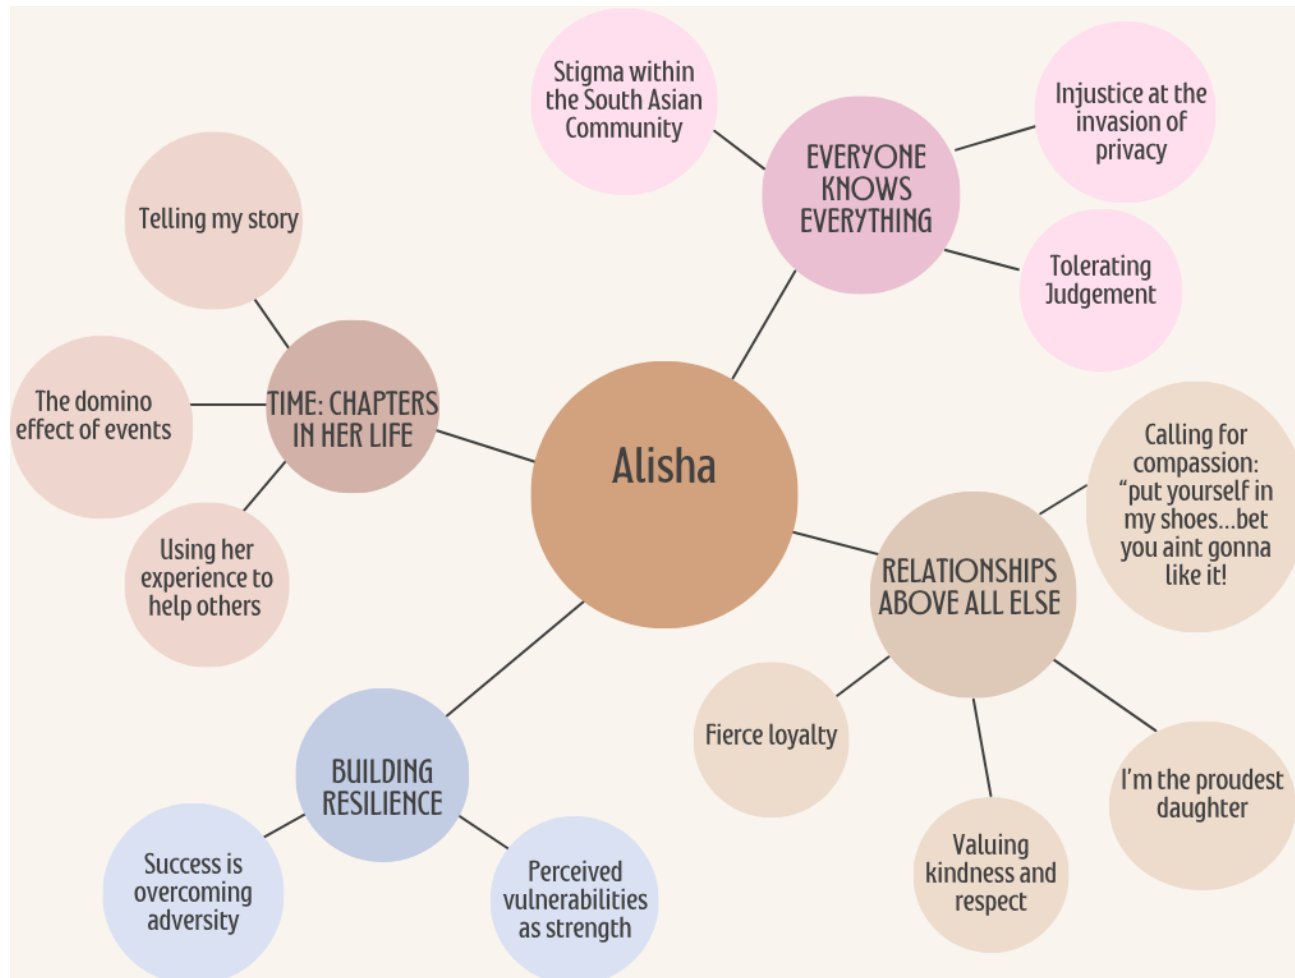 Alisha
EVERYONE
KNOWS
EVERYTHING
Stigma within
the South Asian
Community
Injustice at the
invasion of
privacy
Tolerating
Judgement
RELATIONSHIPS
ABOVE ALL ELSE
Calling for
compassion:
“put yourself in
my shoes...bet
you aint gonna
like it!
I'm the proudest
daughter
Valuing
kindness and
respect
Fierce loyalty
BUILDING
RESILIENCE
Perceived
vulnerabilities
as strength
Success is
overcoming
adversity
TIME: CHAPTERS
IN HER LIFE
Using her
experience to
help others
The domino
effect of events
Telling my story